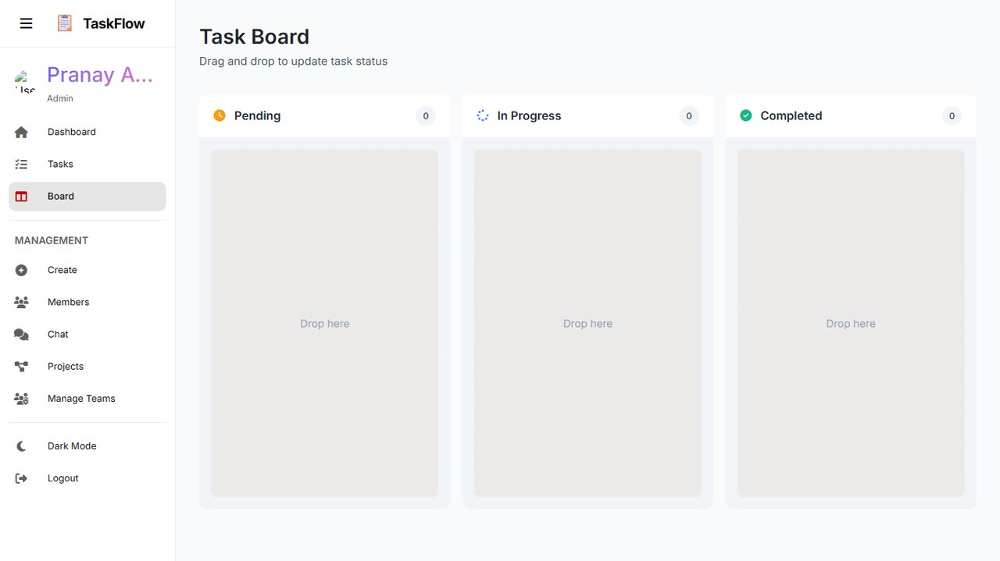 TaskFlow
Pranay A...
Admin
Dashboard
Tasks
Board
MANAGEMENT
Create
Members
Chat
Projects
Manage Teams
Dark Mode
Logout
Task Board
Drag and drop to update task status
Pending 0
In Progress 0
Completed 0
Drop here
Drop here
Drop here